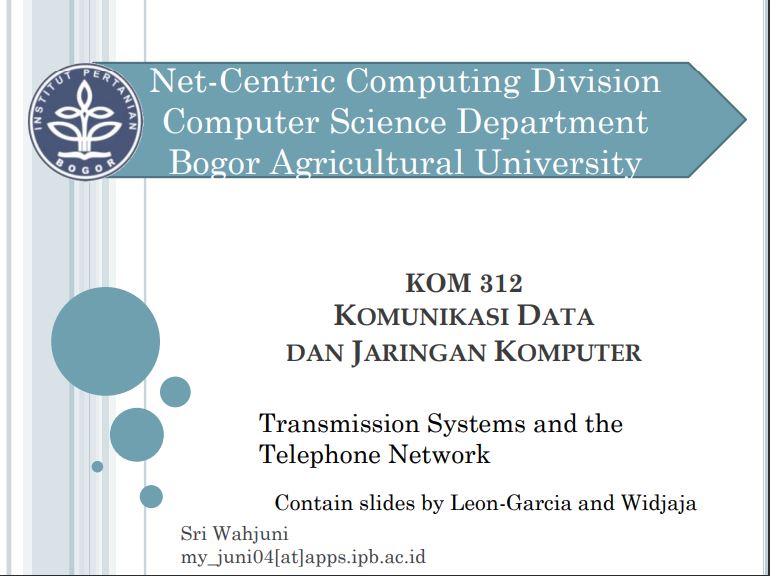 INSTITUT PERTANIAN
BOGOR
Net-Centric Computing Division
Computer Science Department
Bogor Agricultural University
KOM 312
KOMUNIKASI DATA
DAN JARINGAN KOMPUTER
Transmission Systems and the
Telephone Network
Contain slides by Leon-Garcia and Widjaja
Sri Wahjuni
my_juni04[at]apps.ipb.ac.id